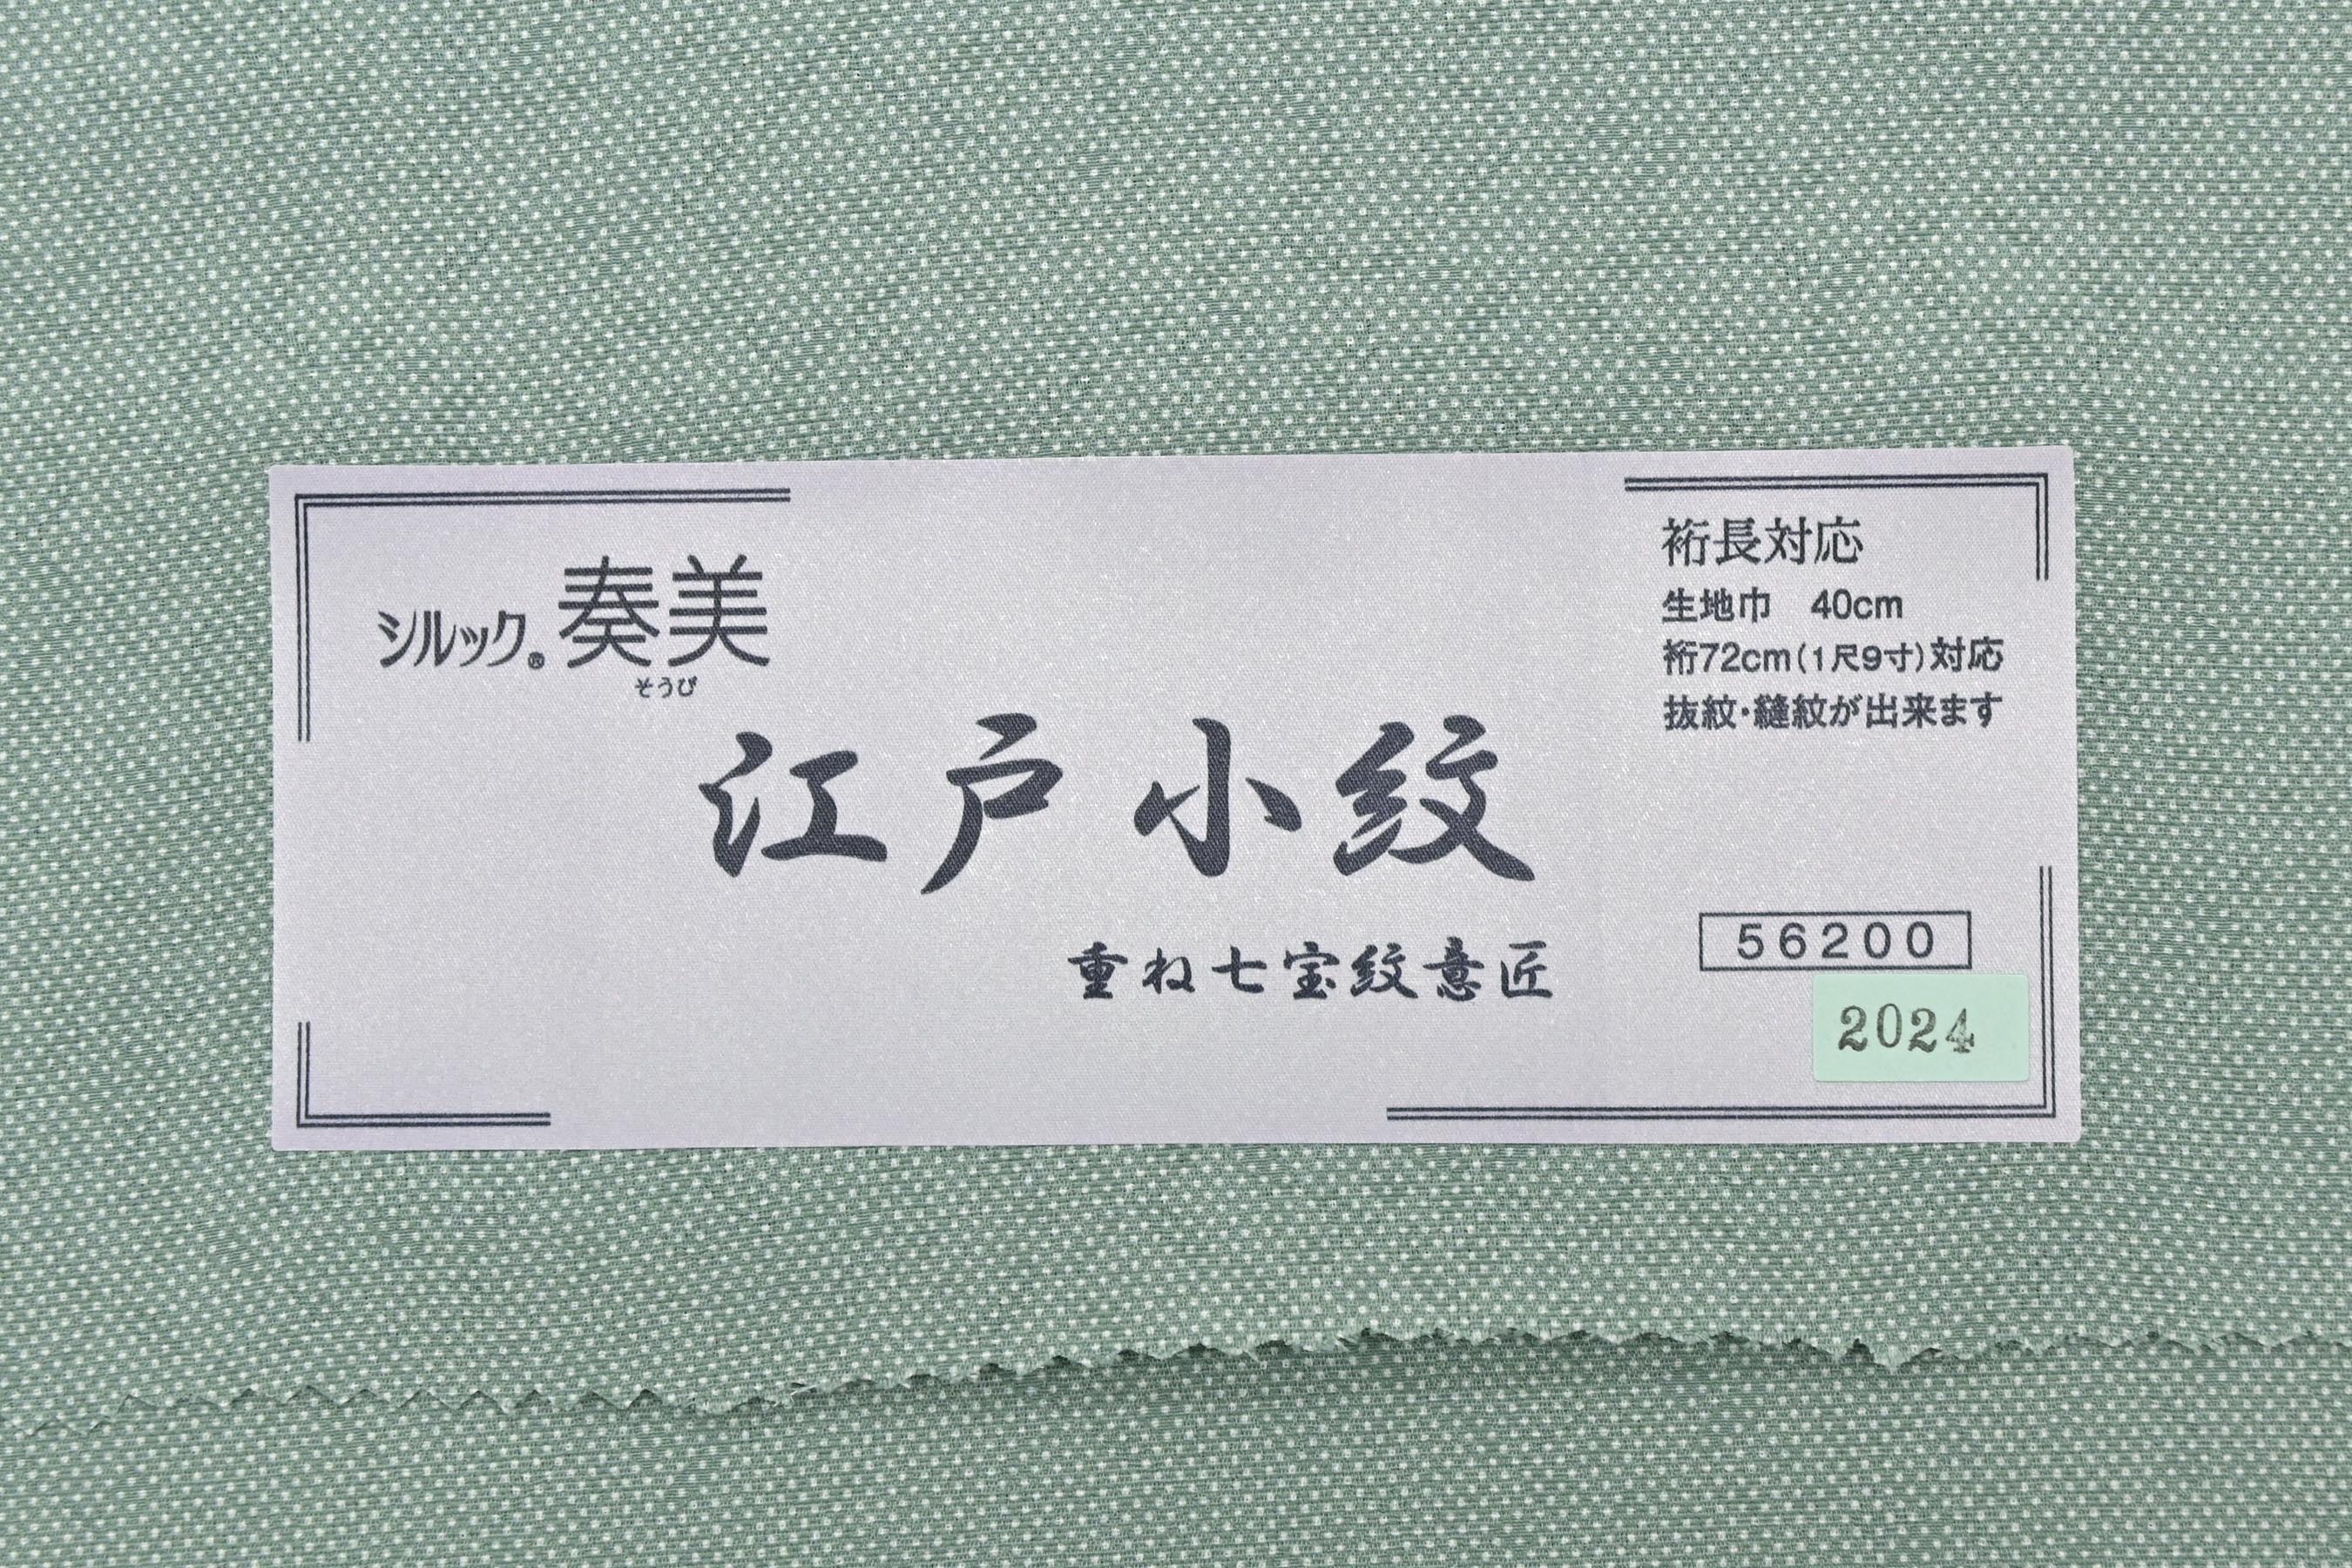 シルック® 奏美
そうび
江戸小紋
重ね七宝紋意匠
裄長対応
生地巾 40cm
裄72cm(1尺9寸)対応
抜紋・縫紋が出来ます
56200
2024